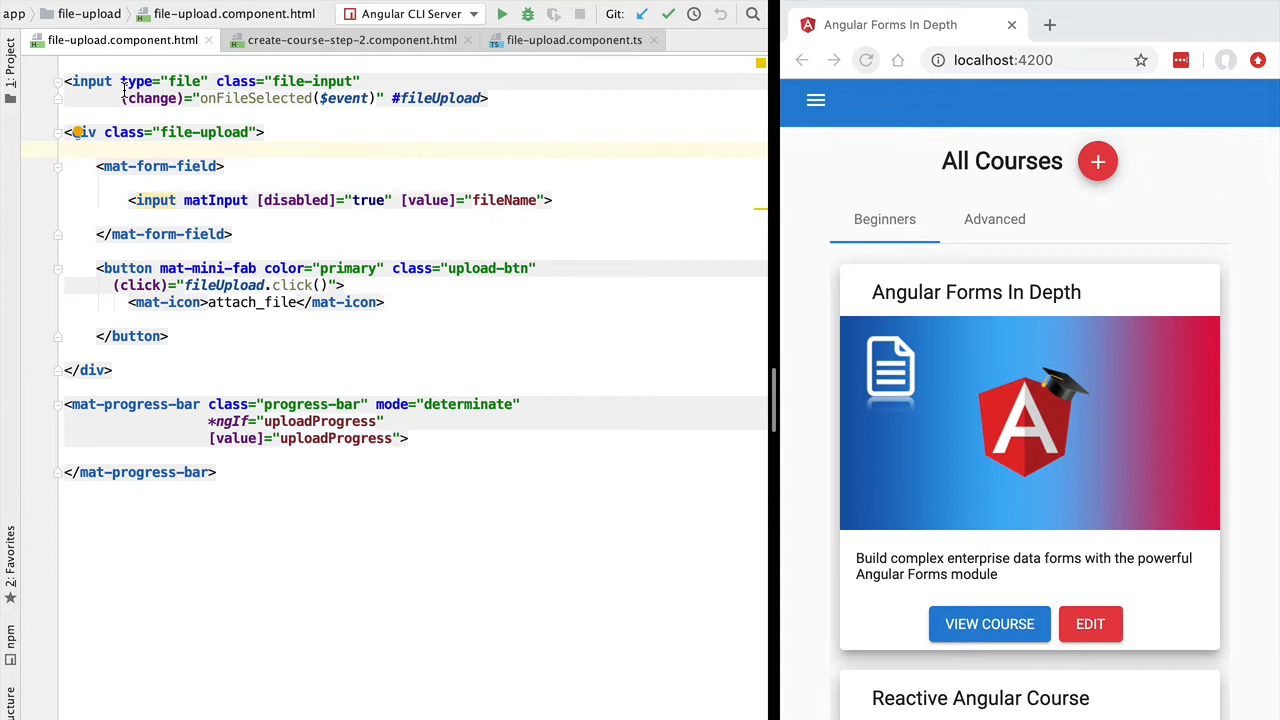 app
file-upload
file-upload.component.html
Angular CLI Server
Git:
file-upload.component.html
create-course-step-2.component.html
file-upload.component.ts
1: Project
<input type="file" class="file-input"
(change)="onFileSelected($event)" #fileUpload>
<div class="file-upload">
<mat-form-field>
<input matInput [disabled]="true" [value]="fileName">
</mat-form-field>
<button mat-mini-fab color="primary" class="upload-btn"
(click)="fileUpload.click()">
<mat-icon>attach_file</mat-icon>
</button>
</div>
<mat-progress-bar class="progress-bar" mode="determinate"
*ngIf="uploadProgress"
[value]="uploadProgress">
</mat-progress-bar>
2: Favorites
npm
ucture
Angular Forms In Depth
localhost:4200
All Courses
+
Beginners
Advanced
Angular Forms In Depth
A
Build complex enterprise data forms with the powerful
Angular Forms module
VIEW COURSE
EDIT
Reactive Angular Course